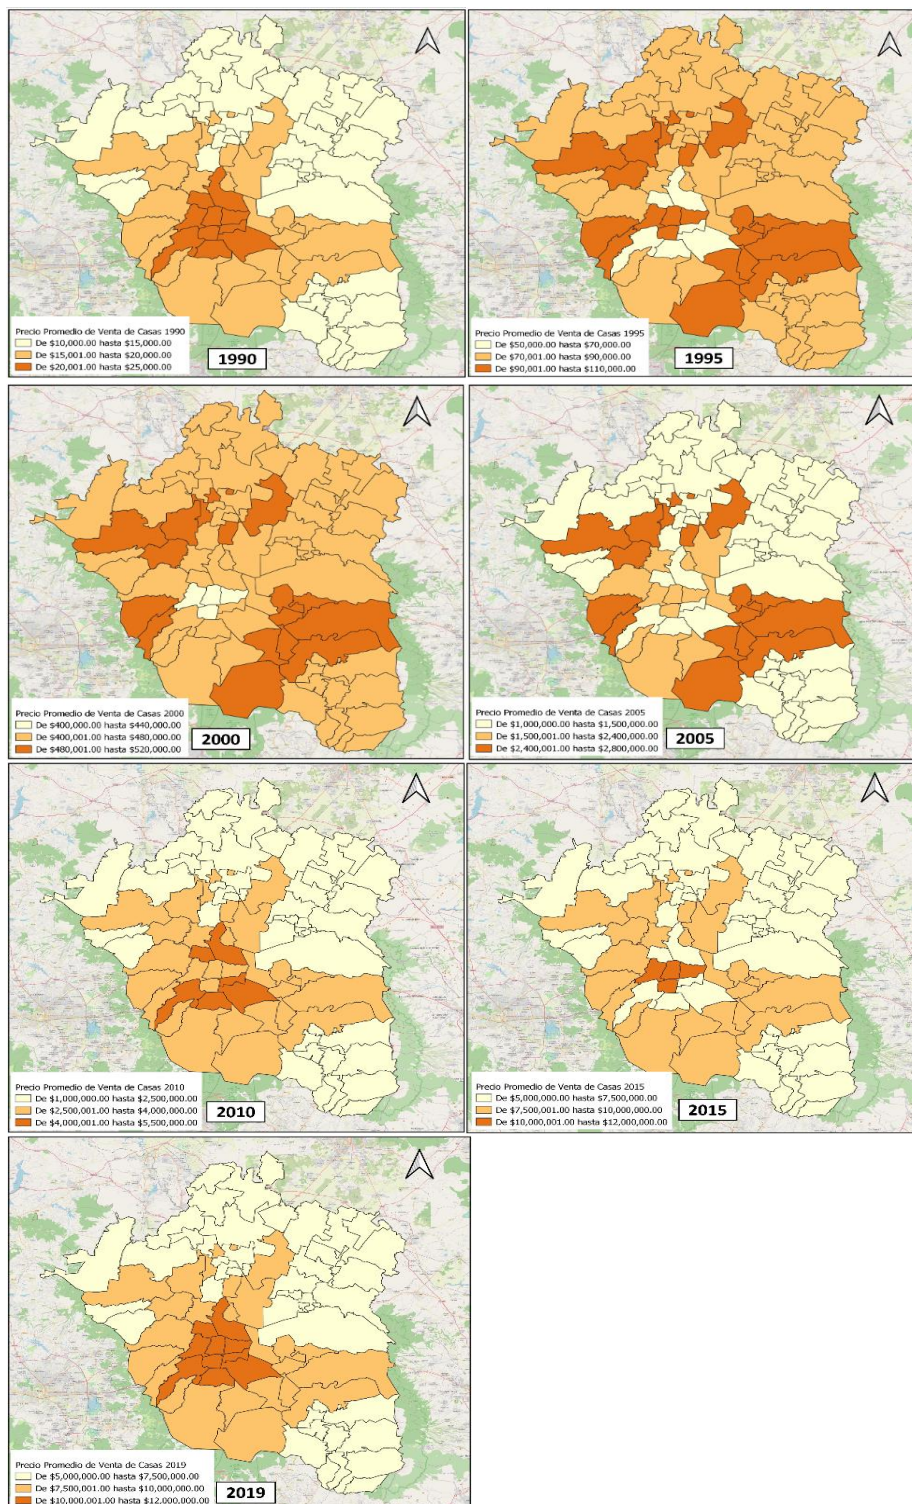 Precio Promedio de Venta de Casas 1990
De $10,000.00 hasta $15,000.00
De $15,001.00 hasta $20,000.00
De $20,001.00 hasta $25,000.00
1990
Precio Promedio de Venta de Casas 1995
De $50,000.00 hasta $70,000.00
De $70,001.00 hasta $90,000.00
De $90,001.00 hasta $110,000.00
1995
Precio Promedio de Venta de Casas 2000
De $400,000.00 hasta $440,000.00
De $400,001.00 hasta $480,000.00
De $480,001.00 hasta $520,000.00
2000
Precio Promedio de Venta de Casas 2005
De $1,000,000.00 hasta $1,500,000.00
De $1,500,001.00 hasta $2,400,000.00
De $2,400,001.00 hasta $2,800,000.00
2005
Precio Promedio de Venta de Casas 2010
De $1,000,000.00 hasta $2,500,000.00
De $2,500,001.00 hasta $4,000,000.00
De $4,000,001.00 hasta $5,500,000.00
2010
Precio Promedio de Venta de Casas 2015
De $5,000,000.00 hasta $7,500,000.00
De $7,500,001.00 hasta $10,000,000.00
De $10,000,001.00 hasta $12,000,000.00
2015
Precio Promedio de Venta de Casas 2019
De $5,000,000.00 hasta $7,500,000.00
De $7,500,001.00 hasta $10,000,000.00
De $10,000,001.00 hasta $12,000,000.00
2019